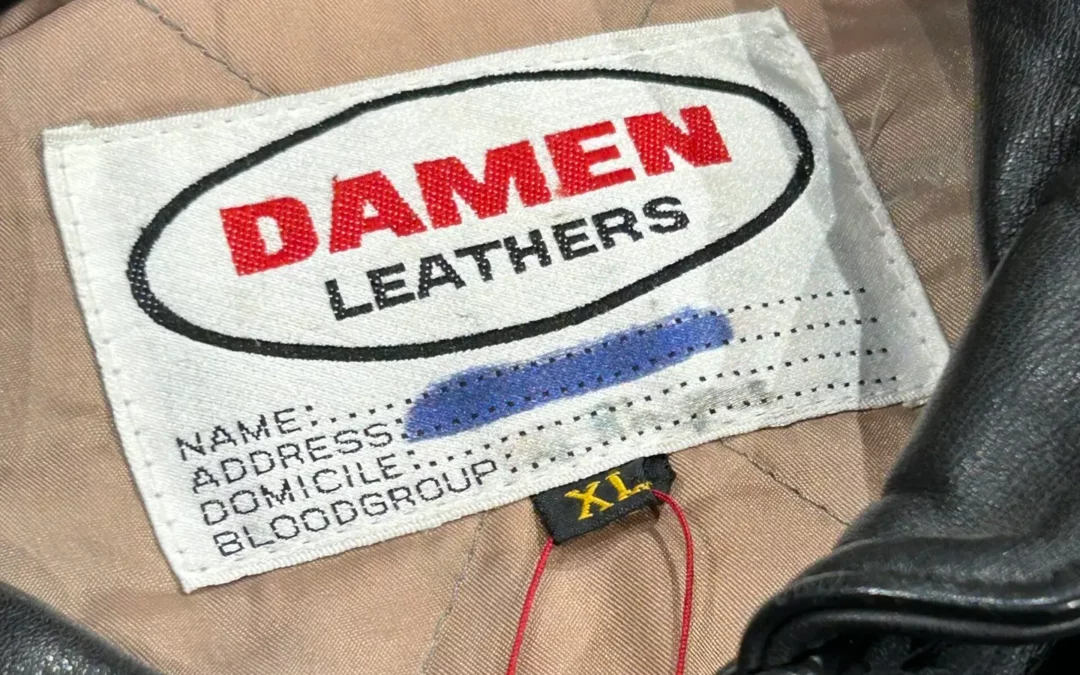 DAMEN
LEATHERS
NAME:
ADDRESS:
DOMICILE:
BLOODGROUP:
XL